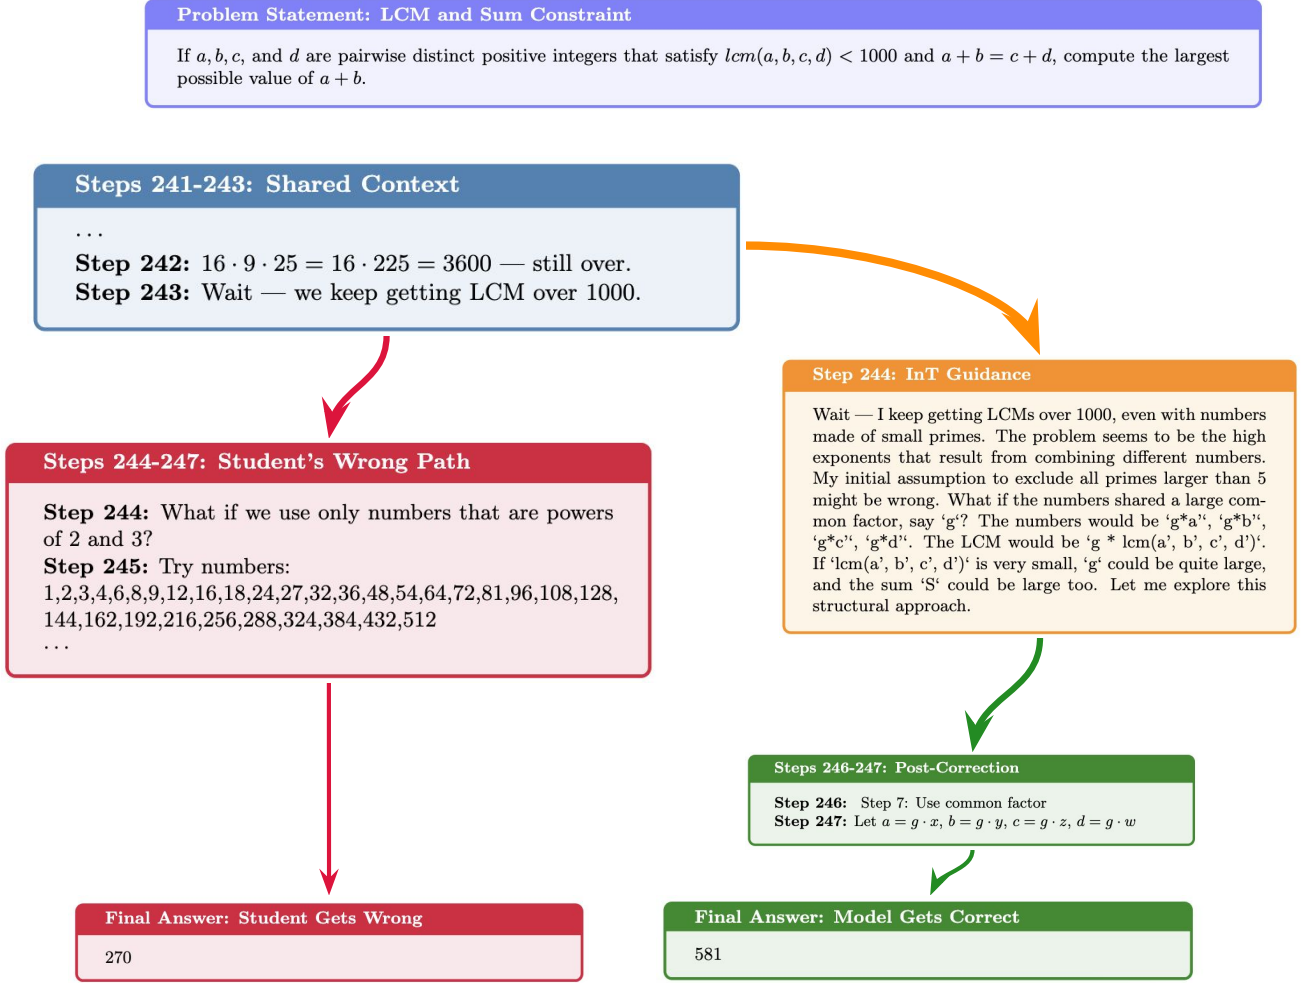 Problem Statement: LCM and Sum Constraint
If a, b, c, and d are pairwise distinct positive integers that satisfy lcm(a, b, c, d) < 1000 and a + b = c + d, compute the largest
possible value of a + b.
Steps 241-243: Shared Context
. . .
Step 242: 16 · 9 · 25 = 16 · 225 = 3600 — still over.
Step 243: Wait — we keep getting LCM over 1000.
Step 244: InT Guidance
Wait — I keep getting LCMs over 1000, even with numbers
made of small primes. The problem seems to be the high
exponents that result from combining different numbers.
My initial assumption to exclude all primes larger than 5
might be wrong. What if the numbers shared a large com-
mon factor, say ‘g‘? The numbers would be ‘g*a’‘, ‘g*b’‘,
‘g*c’‘, ‘g*d’‘. The LCM would be ‘g * lcm(a’, b’, c’, d’)‘.
If ‘lcm(a’, b’, c’, d’)‘ is very small, ‘g‘ could be quite large,
and the sum ‘S‘ could be large too. Let me explore this
structural approach.
Steps 244-247: Student’s Wrong Path
Step 244: What if we use only numbers that are powers
of 2 and 3?
Step 245: Try numbers:
1,2,3,4,6,8,9,12,16,18,24,27,32,36,48,54,64,72,81,96,108,128,
144,162,192,216,256,288,324,384,432,512
. . .
Steps 246-247: Post-Correction
Step 246: Step 7: Use common factor
Step 247: Let a = g · x, b = g · y, c = g · z, d = g · w
Final Answer: Student Gets Wrong
270
Final Answer: Model Gets Correct
581